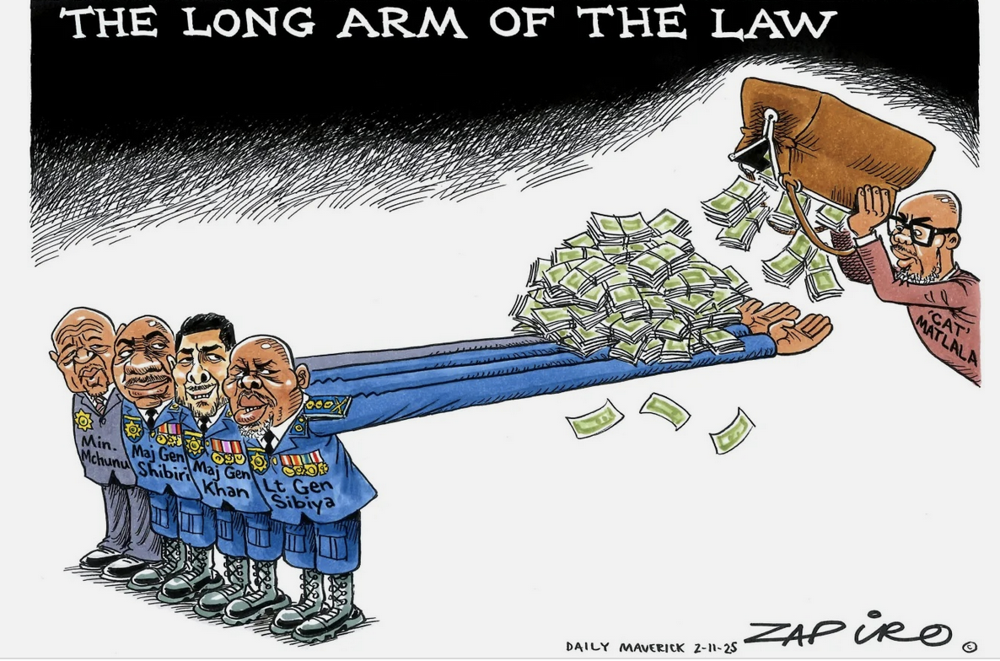 THE LONG ARM OF THE LAW
'CAT'
MATLALA
Min.
Mchunu
Maj Gen
Shibiri
Maj Gen
Khan
Lt Gen
Sibiya
DAILY MAVERICK 2-11-25
ZAPIRO ©